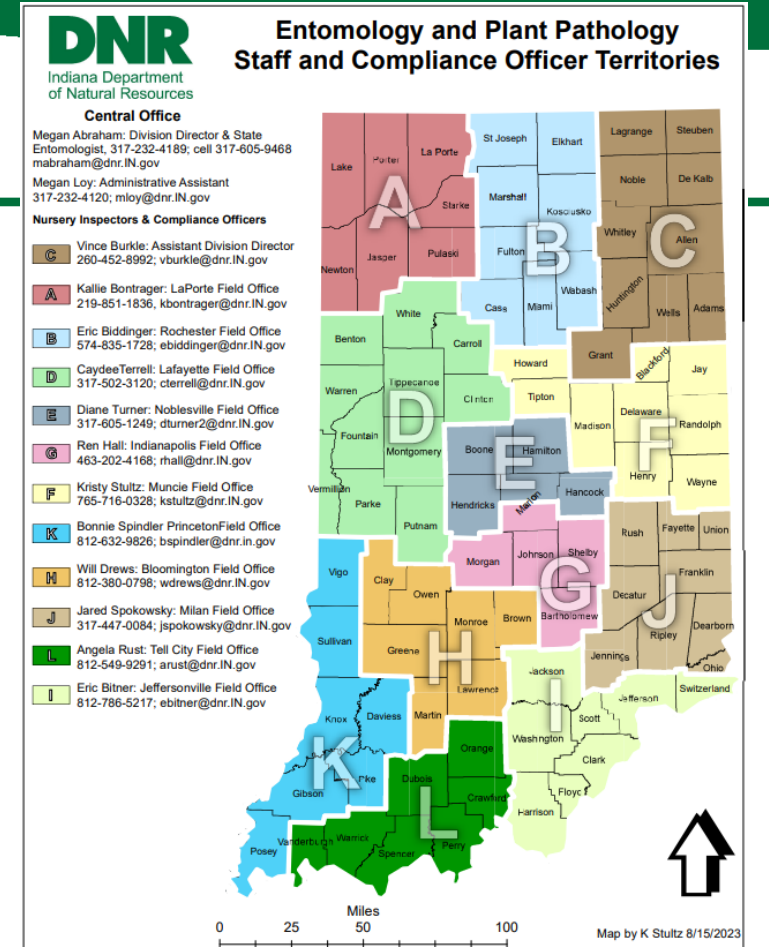 DNR
Indiana Department
of Natural Resources
Entomology and Plant Pathology
Staff and Compliance Officer Territories
Central Office
Megan Abraham: Division Director & State
Entomologist, 317-232-4189; cell 317-605-9468
mabraham@dnr.IN.gov
Megan Loy: Administrative Assistant
317-232-4120; mloy@dnr.IN.gov
Nursery Inspectors & Compliance Officers
C Vince Burkle: Assistant Division Director
260-452-8992; vburkle@dnr.IN.gov
A Kallie Bontrager: LaPorte Field Office
219-851-1836, kbontrager@dnr.IN.gov
B Eric Biddinger: Rochester Field Office
574-835-1728; ebiddinger@dnr.IN.gov
D CaydeeTerrell: Lafayette Field Office
317-502-3120; cterrell@dnr.IN.gov
E Diane Turner: Noblesville Field Office
317-605-1249; dturner2@dnr.IN.gov
G Ren Hall: Indianapolis Field Office
463-202-4168; rhall@dnr.IN.gov
F Kristy Stultz: Muncie Field Office
765-716-0328; kstultz@dnr.IN.gov
K Bonnie Spindler PrincetonField Office
812-632-9826; bspindler@dnr.in.gov
H Will Drews: Bloomington Field Office
812-380-0798; wdrews@dnr.IN.gov
J Jared Spokowsky: Milan Field Office
317-447-0084; jspokowsky@dnr.IN.gov
L Angela Rust: Tell City Field Office
812-549-9291; arust@dnr.IN.gov
I Eric Bitner: Jeffersonville Field Office
812-786-5217; ebitner@dnr.IN.gov
Lake Porter La Porte
Starke
A
Newton Jasper Pulaski
St Joseph Elkhart
Marshall Kosciusko
Fulton B
Cass Miami Wabash
Lagrange Steuben
Noble De Kalb
Whitley C Allen
Huntington Wells Adams
Grant
White
Benton Carroll
Warren Tippecanoe
Clinton
D
Fountain Montgomery
Vermillion Parke
Putnam
Howard
Tipton
Blackford Jay
Madison Delaware Randolph
F
Henry Wayne
Boone E Hamilton
Hendricks Marion Hancock
Morgan Johnson Shelby
G
Bartholomew
Rush Fayette Union
Franklin
Decatur J
Ripley Dearborn
Jennings Ohio
Vigo
Sullivan
Clay Owen
Monroe Brown
Greene H
Lawrence
Martin
Jackson
I
Jefferson Switzerland
Scott
Washington
Clark
Floyd
Harrison
Knox Daviess
K Pike
Gibson
Posey
Orange
Dubois
Crawford
L
Vanderburgh Warrick
Spencer Perry
Miles
0 25 50 100
Map by K Stultz 8/15/2023